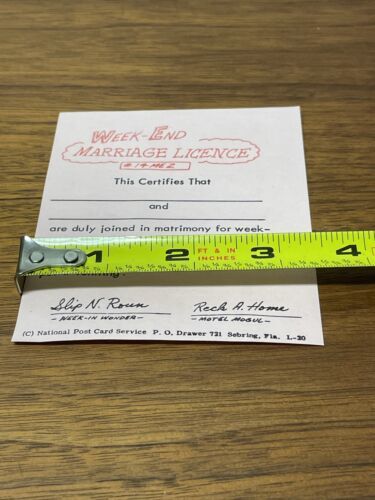 WEEK-END
MARRIAGE LICENCE
#14ME2
This Certifies That
and
are duly joined in matrimony for week-
1 2 FT & IN INCHES 3 4
Slip N. Roun
Reck A. Home
-WEEK-IN WONDER-
-MOTEL MOGUL-
(C) National Post Card Service P. O. Drawer 721 Sebring, Fla. L-20